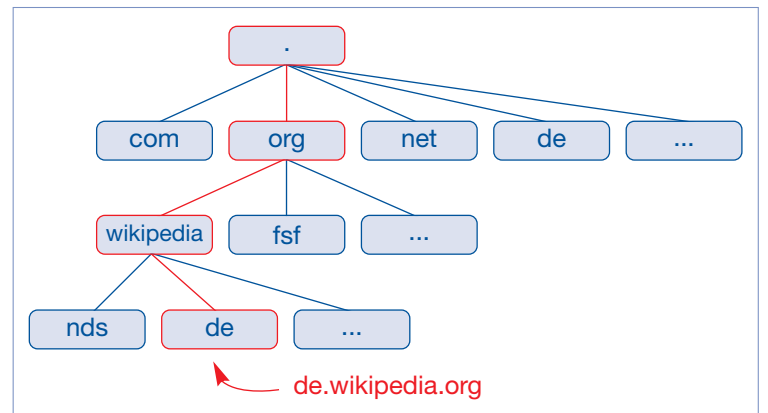 .
com org net de ...
wikipedia fsf ...
nds de ...
de.wikipedia.org